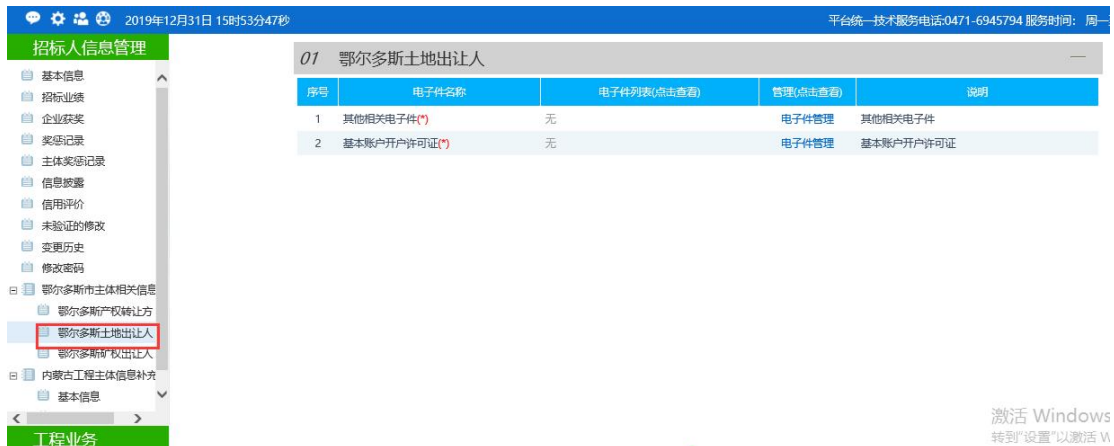 2019年12月31日 15时53分47秒
平台统一技术服务电话:0471-6945794 服务时间: 周一
招标人信息管理
基本信息
招标业绩
企业获奖
奖惩记录
主体奖惩记录
信息披露
信用评价
未验证的修改
变更历史
修改密码
鄂尔多斯市主体相关信息
鄂尔多斯产权转让方
鄂尔多斯土地出让人
鄂尔多斯矿权出让人
内蒙古工程主体信息补充
基本信息
工程业务
01 鄂尔多斯土地出让人
序号 电子件名称 电子件列表(点击查看) 管理(点击查看) 说明
1 其他相关电子件(*) 无 电子件管理 其他相关电子件
2 基本账户开户许可证(*) 无 电子件管理 基本账户开户许可证
激活 Windows
转到"设置"以激活 W